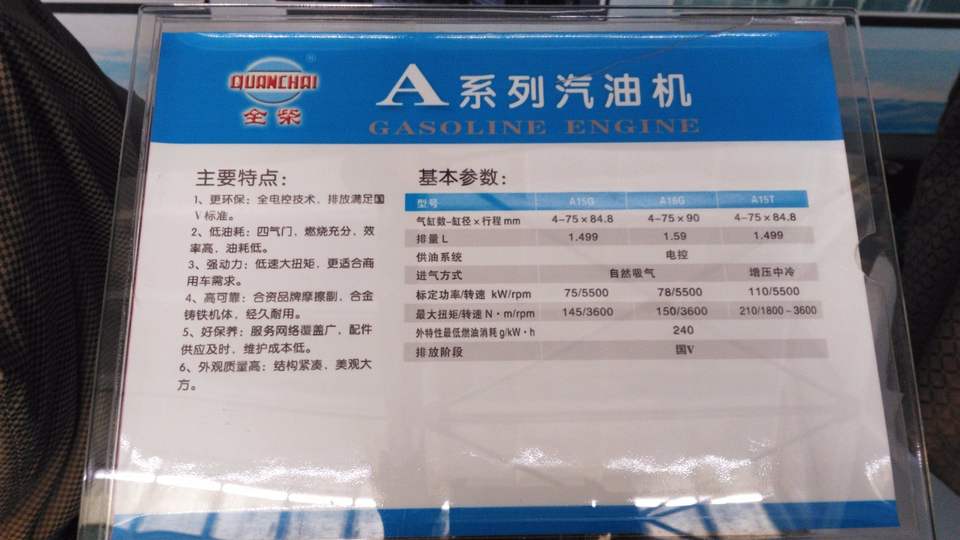 QUANCHAI
全柴
A系列汽油机
GASOLINE ENGINE
主要特点:
1、更环保:全电控技术,排放满足国
V标准。
2、低油耗:四气门,燃烧充分,效
率高,油耗低。
3、强动力:低速大扭矩,更适合商
用车需求。
4、高可靠:合资品牌摩擦副,合金
铸铁机体,经久耐用。
5、好保养:服务网络覆盖广,配件
供应及时,维护成本低。
6、外观质量高:结构紧凑,美观大
方。
基本参数:
型号 A15G A16G A15T
气缸数-缸径×行程mm 4-75×84.8 4-75×90 4-75×84.8
排量L 1.499 1.59 1.499
供油系统 电控
进气方式 自然吸气 增压中冷
标定功率/转速 kW/rpm 75/5500 78/5500 110/5500
最大扭矩/转速 N·m/rpm 145/3600 150/3600 210/1800-3600
外特性最低燃油消耗g/kW·h 240
排放阶段 国V